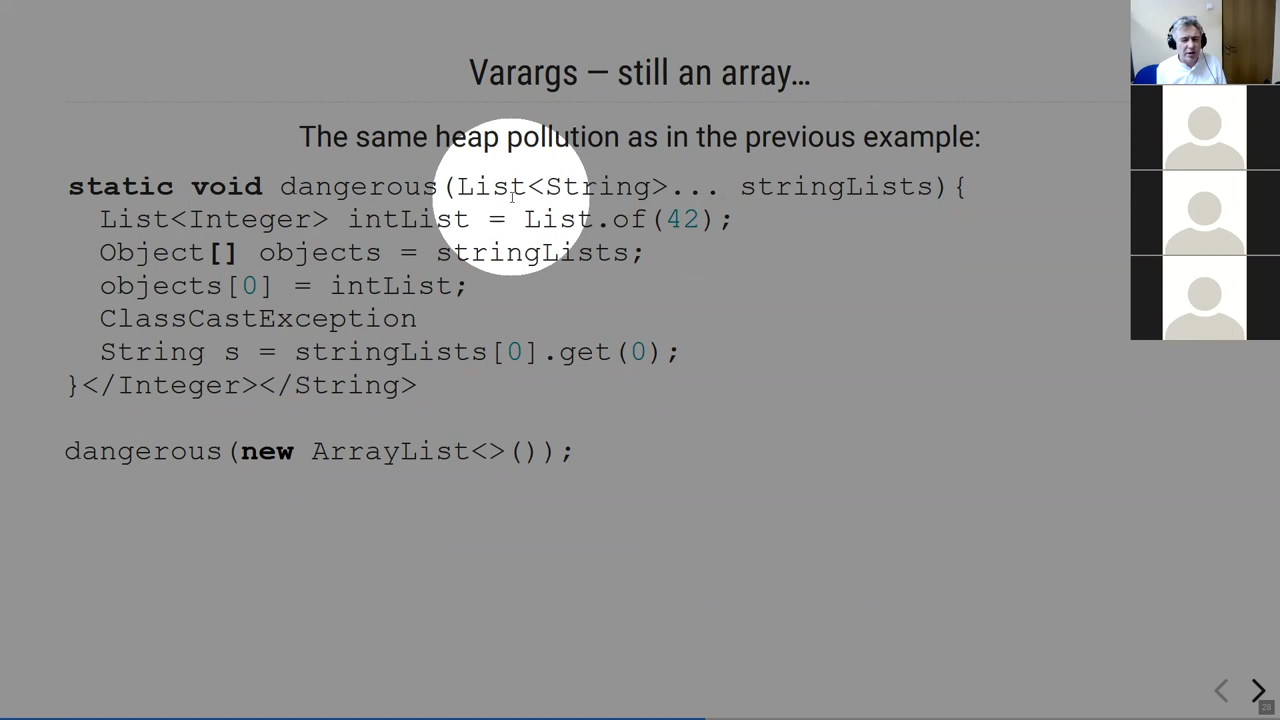 Varargs — still an array…
The same heap pollution as in the previous example:
static void dangerous(List<String>... stringLists){
  List<Integer> intList = List.of(42);
  Object[] objects = stringLists;
  objects[0] = intList;
  ClassCastException
  String s = stringLists[0].get(0);
}</Integer></String>
dangerous(new ArrayList<>());
28